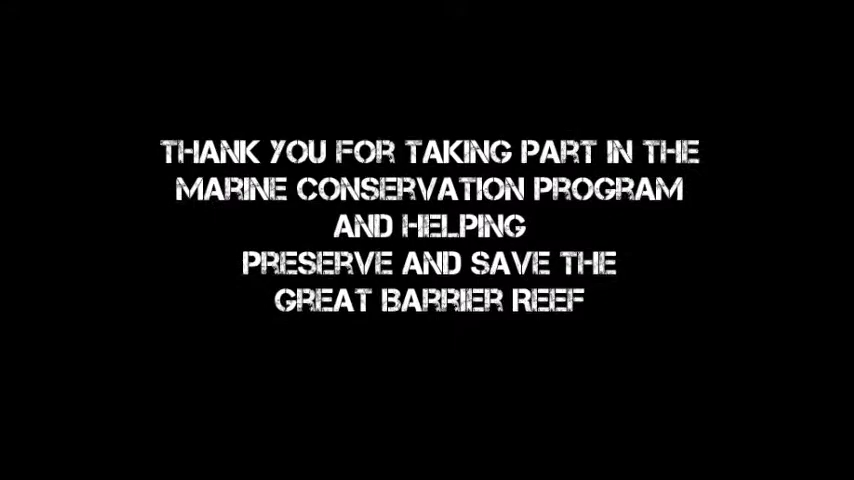 THANK YOU FOR TAKING PART IN THE
MARINE CONSERVATION PROGRAM
AND HELPING
PRESERVE AND SAVE THE
GREAT BARRIER REEF